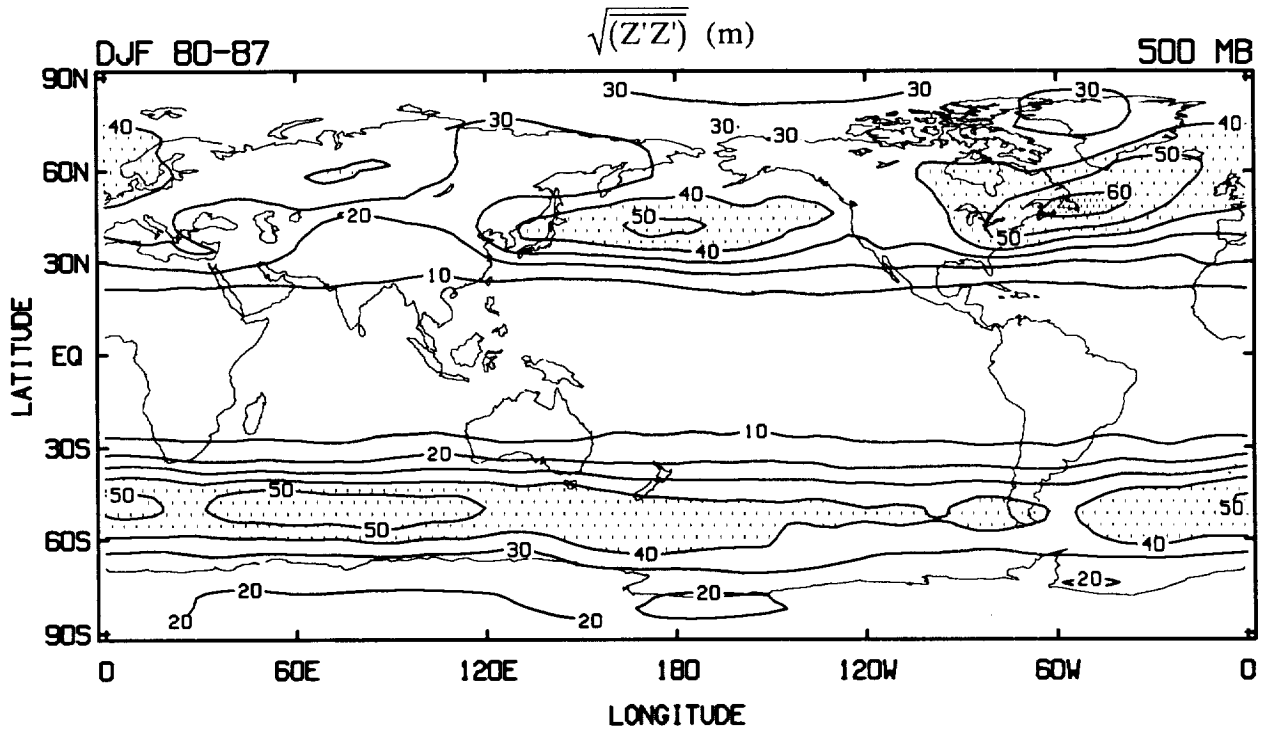 √(Z'Z') (m)
DJF 80-87 500 MB
90N
30 30 30
40 30 30 30 40
60N 50
40 60
20 50 50
40
30N
10
LATITUDE
EQ
10
30S
20
50 50 50
50
60S 30 40 40
20 20 <20>
20 20
90S
0 60E 120E 180 120W 60W 0
LONGITUDE